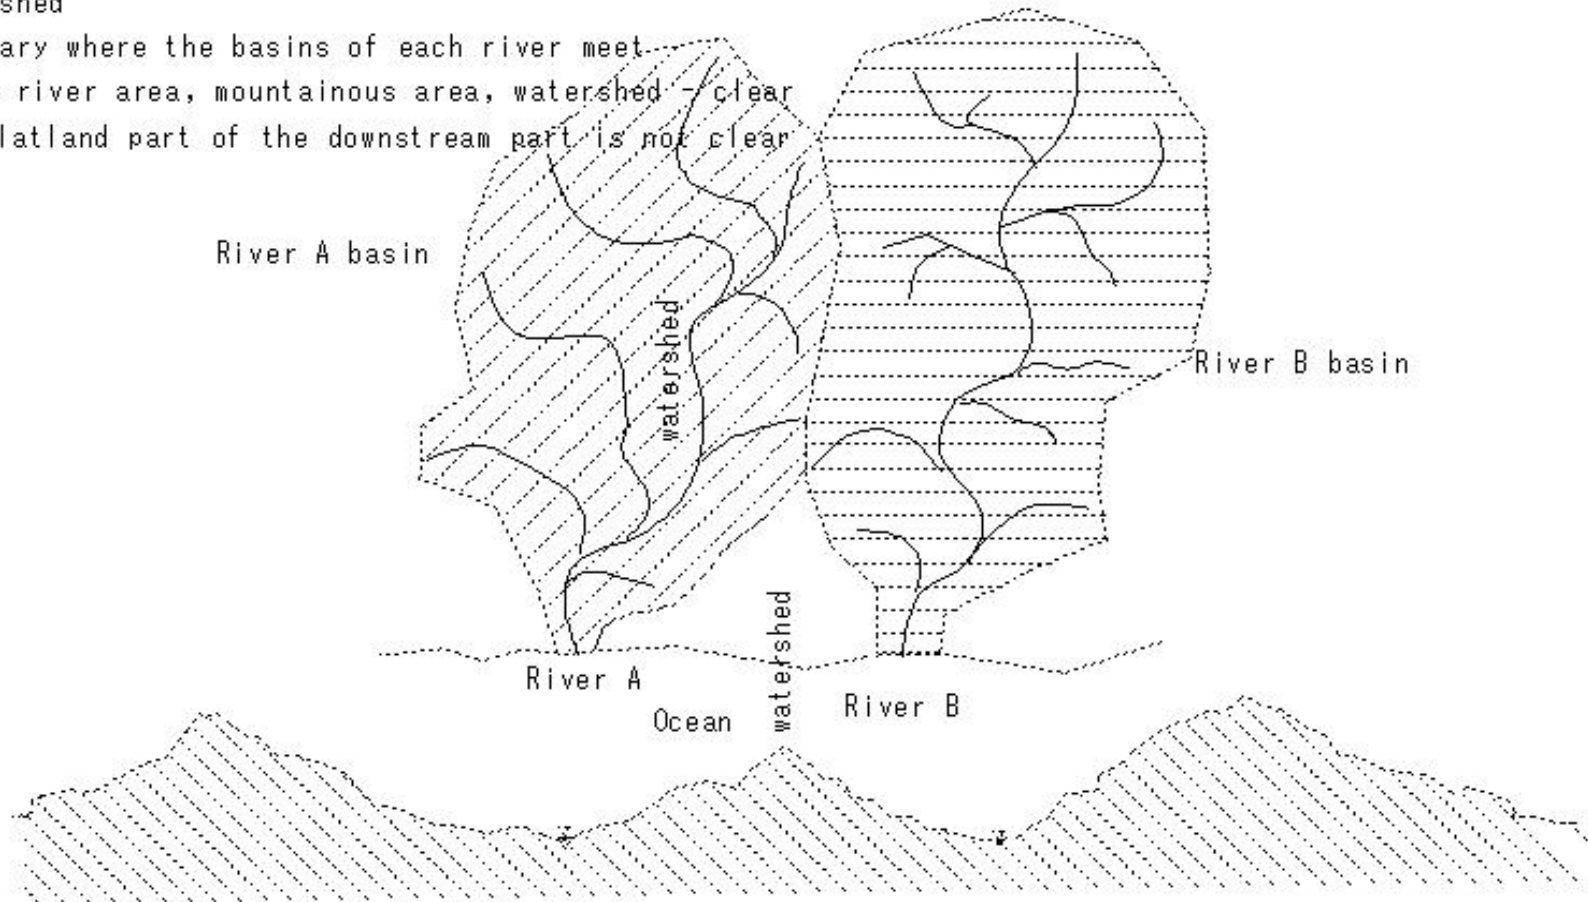 shed
ary where the basins of each river meet
river area, mountainous area, watershed - clear
latland part of the downstream part is not clear
River A basin
watershed
River B basin
watershed
River A
River B
Ocean